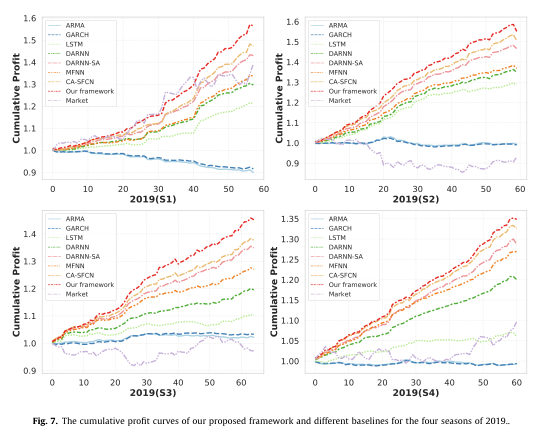 1.6
1.5
1.4
1.3
1.2
1.1
1.0
0.9
Cumulative Profit
ARMA
GARCH
LSTM
DARNN
DARNN-SA
MFNN
CA-SFCN
Our framework
Market
0 10 20 30 40 50 60
2019(S1)
1.6
1.5
1.4
1.3
1.2
1.1
1.0
0.9
Cumulative Profit
ARMA
GARCH
LSTM
DARNN
DARNN-SA
MFNN
CA-SFCN
Our framework
Market
0 10 20 30 40 50 60
2019(S2)
1.4
1.3
1.2
1.1
1.0
0.9
Cumulative Profit
ARMA
GARCH
LSTM
DARNN
DARNN-SA
MFNN
CA-SFCN
Our framework
Market
0 10 20 30 40 50 60
2019(S3)
1.35
1.30
1.25
1.20
1.15
1.10
1.05
1.00
Cumulative Profit
ARMA
GARCH
LSTM
DARNN
DARNN-SA
MFNN
CA-SFCN
Our framework
Market
0 10 20 30 40 50 60
2019(S4)
Fig. 7. The cumulative profit curves of our proposed framework and different baselines for the four seasons of 2019..